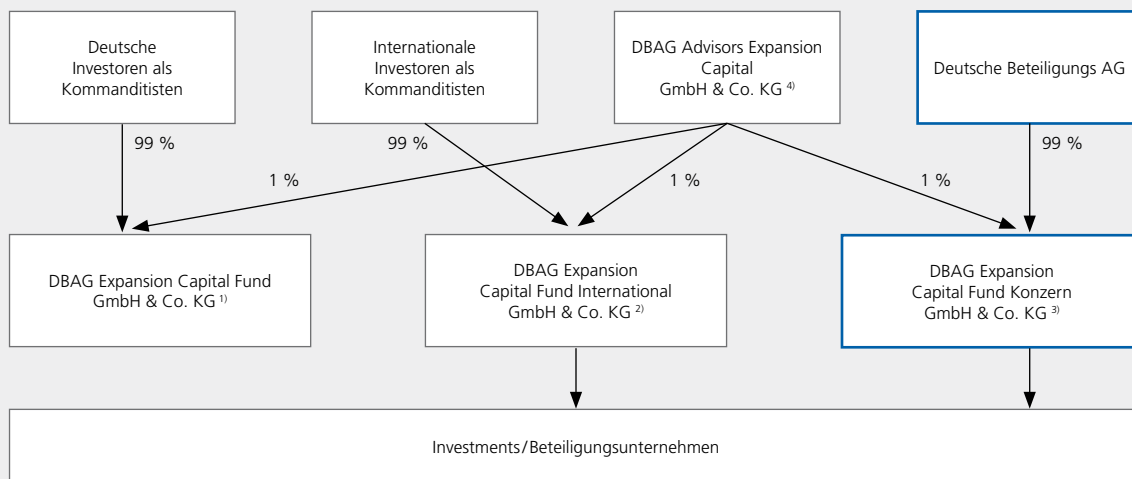 Deutsche
Investoren als
Kommanditisten
Internationale
Investoren als
Kommanditisten
DBAG Advisors Expansion
Capital
GmbH & Co. KG 4)
Deutsche Beteiligungs AG
99 %
99 %
99 %
1 %
1 %
1 %
DBAG Expansion Capital Fund
GmbH & Co. KG 1)
DBAG Expansion
Capital Fund International
GmbH & Co. KG 2)
DBAG Expansion
Capital Fund Konzern
GmbH & Co. KG 3)
Investments/Beteiligungsunternehmen